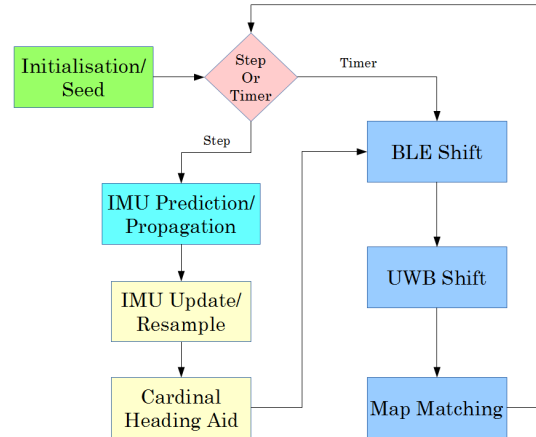 Initialisation/
Seed
Step
Or
Timer
Timer
Step
BLE Shift
IMU Prediction/
Propagation
UWB Shift
IMU Update/
Resample
Cardinal
Heading Aid
Map Matching